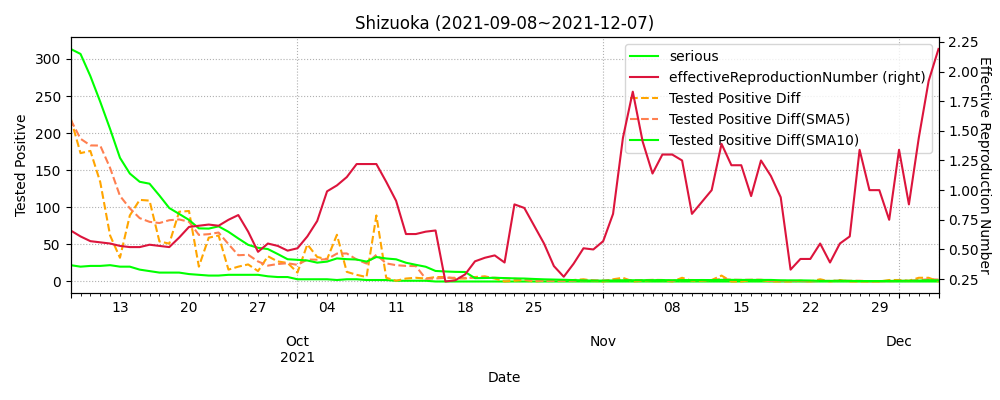 Shizuoka (2021-09-08~2021-12-07)
Tested Positive
300
250
200
150
100
50
0
serious
effectiveReproductionNumber (right)
Tested Positive Diff
Tested Positive Diff(SMA5)
Tested Positive Diff(SMA10)
2.25
2.00
1.75
1.50
1.25
1.00
0.75
0.50
0.25
Effective Reproduction Number
13 20 27 04 11 18 25 08 15 22 29
Oct Nov Dec
2021
Date